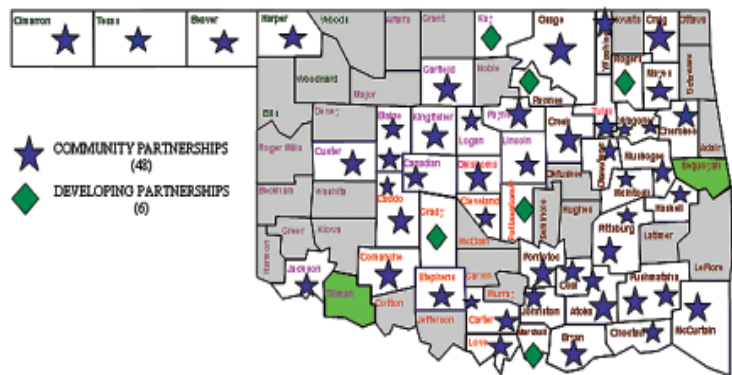 Cimarron
Texas
Beaver
Harper
Woods
Alfalfa
Grant
Kay
Osage
Washington
Nowata
Craig
Ottawa
Woodward
Major
Garfield
Noble
Pawnee
Rogers
Mayes
Delaware
Ellis
Dewey
Blaine
Kingfisher
Logan
Payne
Creek
Tulsa
Wagoner
Cherokee
Adair
COMMUNITY PARTNERSHIPS
(48)
Roger Mills
Custer
Canadian
Oklahoma
Lincoln
Okfuskee
Okmulgee
Muskogee
Sequoyah
DEVELOPING PARTNERSHIPS
(6)
Beckham
Washita
Caddo
Grady
Cleveland
Pottawatomie
Seminole
Hughes
McIntosh
Haskell
Pittsburg
Latimer
LeFlore
Harmon
Greer
Kiowa
Jackson
Tillman
Comanche
Cotton
Stephens
Jefferson
McClain
Garvin
Murray
Carter
Love
Pontotoc
Coal
Johnston
Atoka
Marshall
Bryan
Choctaw
Pushmataha
McCurtain